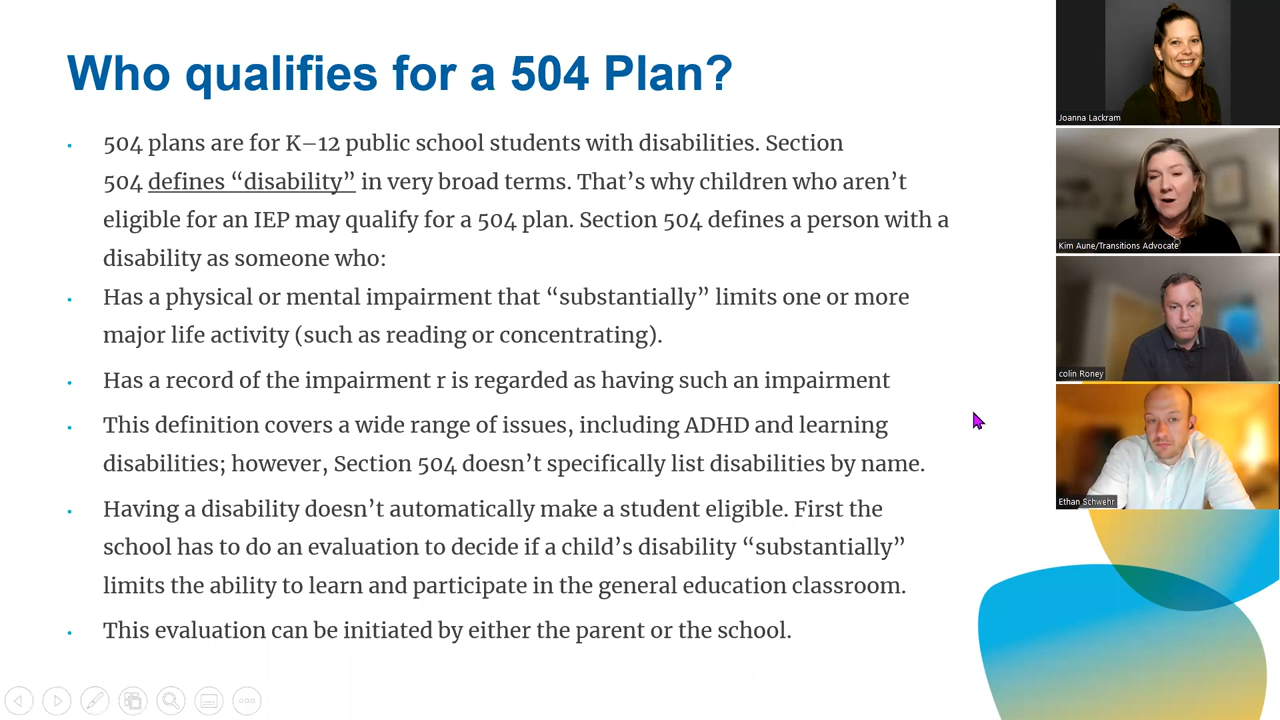 Who qualifies for a 504 Plan?
504 plans are for K–12 public school students with disabilities. Section
504 defines “disability” in very broad terms. That’s why children who aren’t
eligible for an IEP may qualify for a 504 plan. Section 504 defines a person with a
disability as someone who:
Has a physical or mental impairment that “substantially” limits one or more
major life activity (such as reading or concentrating).
Has a record of the impairment r is regarded as having such an impairment
This definition covers a wide range of issues, including ADHD and learning
disabilities; however, Section 504 doesn’t specifically list disabilities by name.
Having a disability doesn’t automatically make a student eligible. First the
school has to do an evaluation to decide if a child’s disability “substantially”
limits the ability to learn and participate in the general education classroom.
This evaluation can be initiated by either the parent or the school.
Joanna Lackram
Kim Aune/Transitions Advocate
colin Roney
Ethan Schwehr